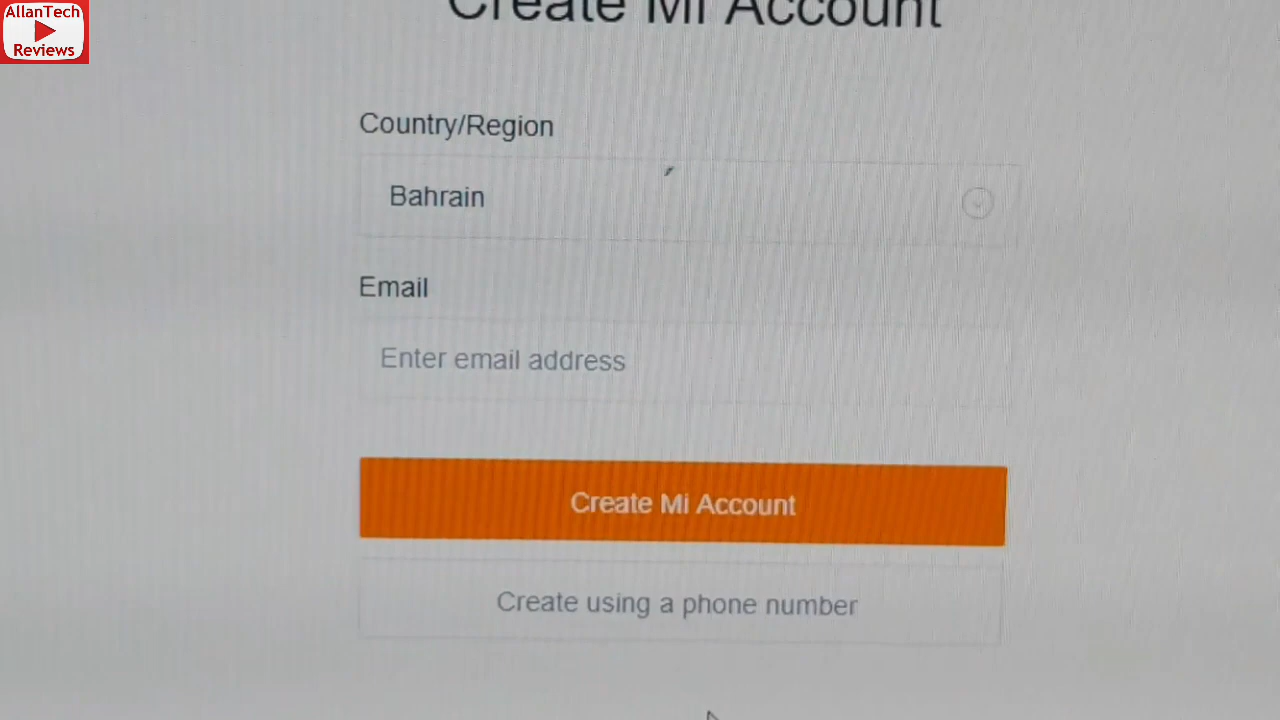 AllanTech
Reviews
Create Mi Account
Country/Region
Bahrain
Email
Enter email address
Create Mi Account
Create using a phone number